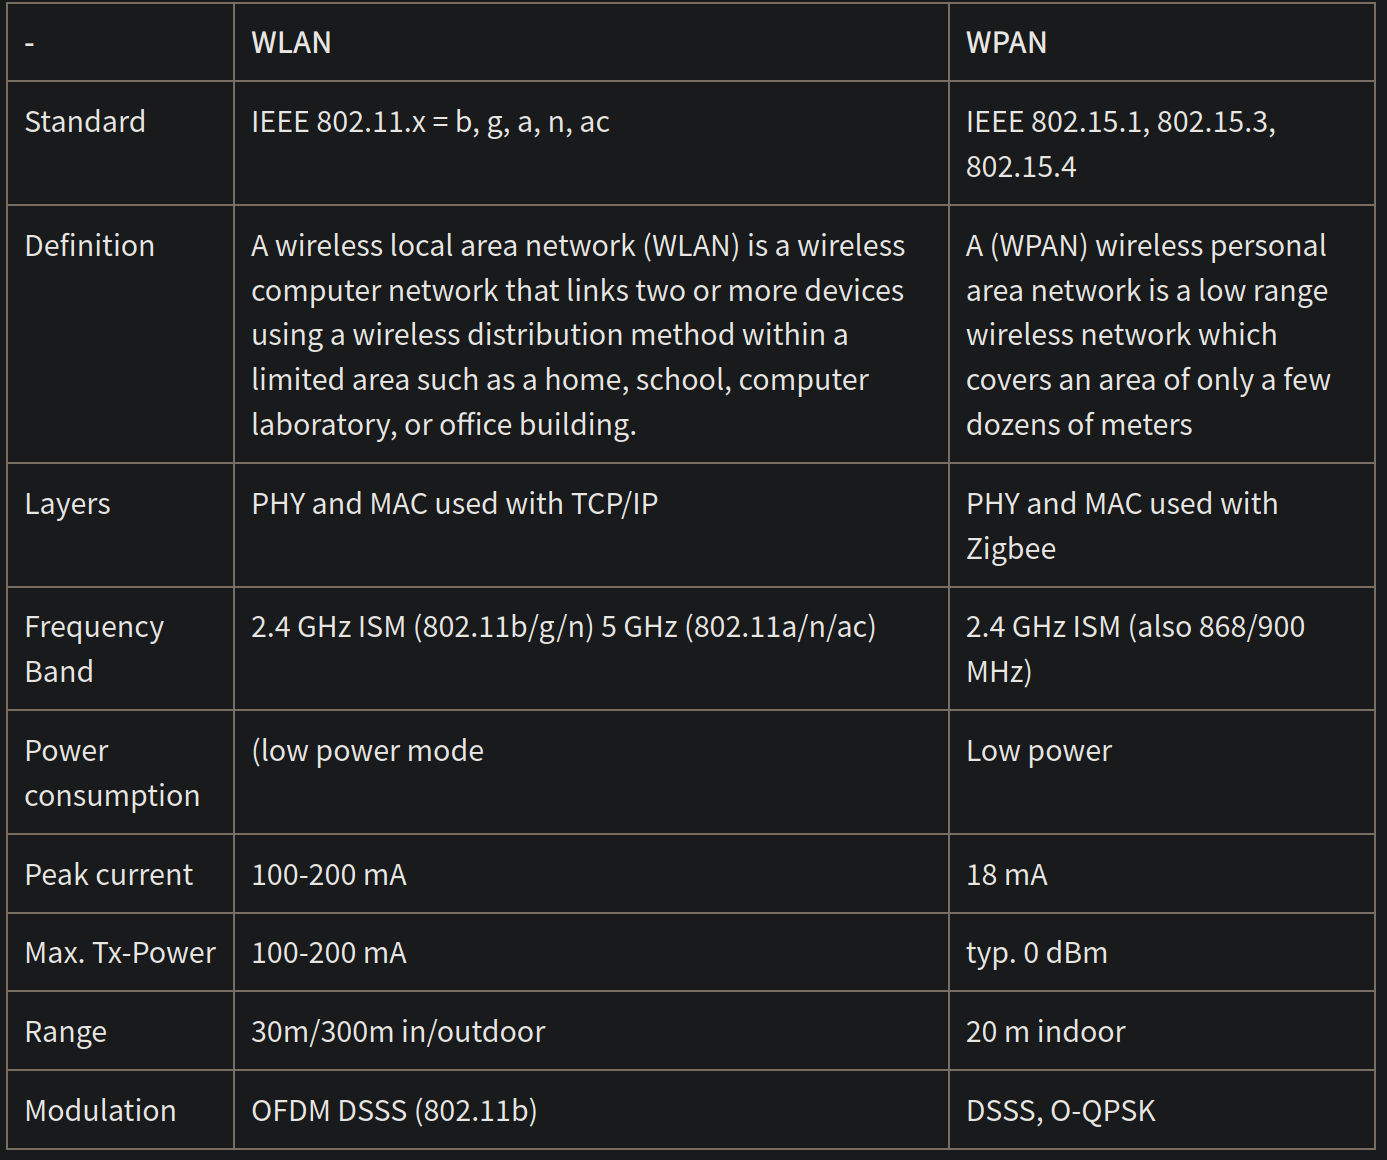 -
WLAN
WPAN
Standard
IEEE 802.11.x = b, g, a, n, ac
IEEE 802.15.1, 802.15.3,
802.15.4
Definition
A wireless local area network (WLAN) is a wireless
computer network that links two or more devices
using a wireless distribution method within a
limited area such as a home, school, computer
laboratory, or office building.
A (WPAN) wireless personal
area network is a low range
wireless network which
covers an area of only a few
dozens of meters
Layers
PHY and MAC used with TCP/IP
PHY and MAC used with
Zigbee
Frequency
Band
2.4 GHz ISM (802.11b/g/n) 5 GHz (802.11a/n/ac)
2.4 GHz ISM (also 868/900
MHz)
Power
consumption
(low power mode
Low power
Peak current
100-200 mA
18 mA
Max. Tx-Power
100-200 mA
typ. 0 dBm
Range
30m/300m in/outdoor
20 m indoor
Modulation
OFDM DSSS (802.11b)
DSSS, O-QPSK